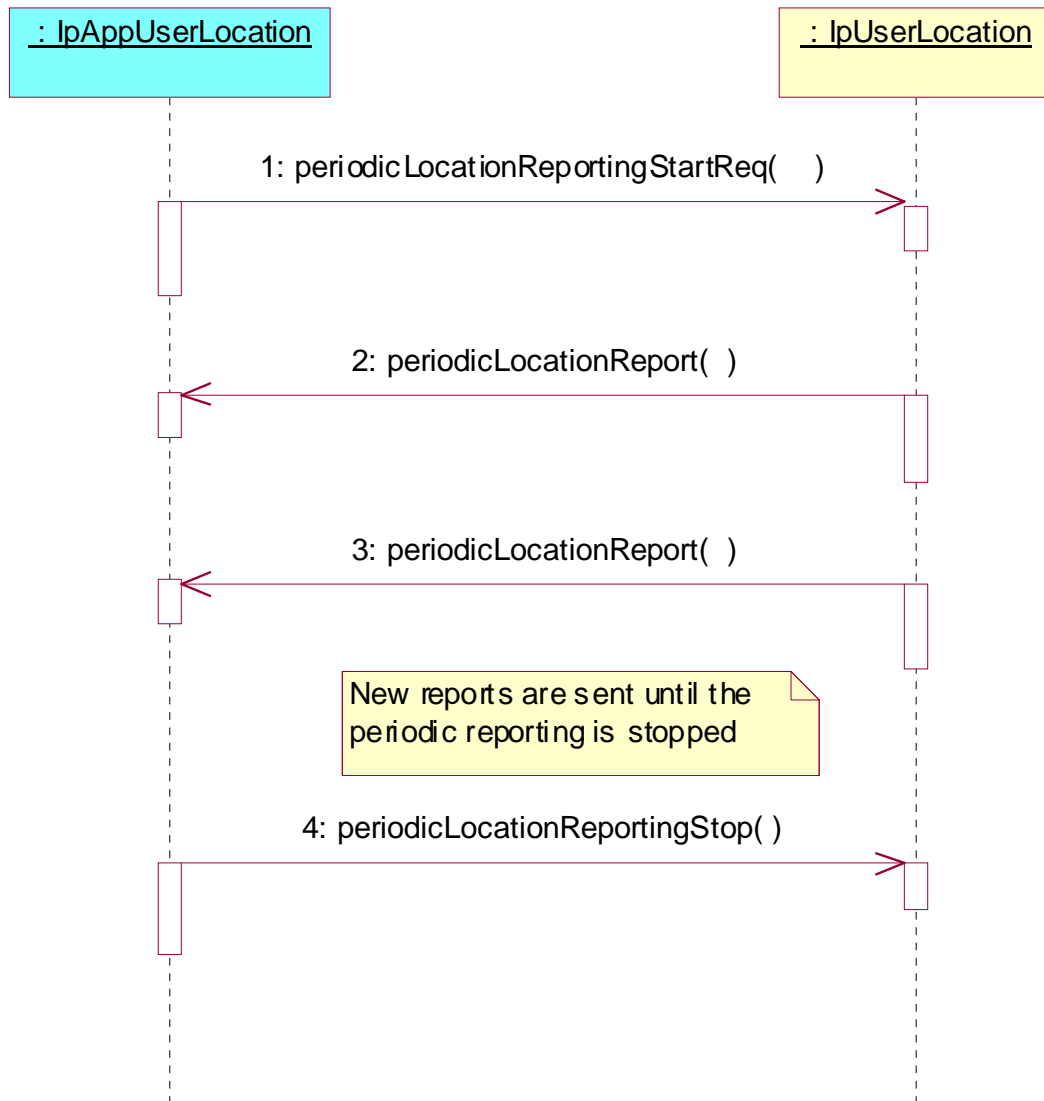 : IpAppUserLocation
: IpUserLocation
1: periodicLocationReportingStartReq( )
2: periodicLocationReport( )
3: periodicLocationReport( )
New reports are sent until the
periodic reporting is stopped
4: periodicLocationReportingStop( )